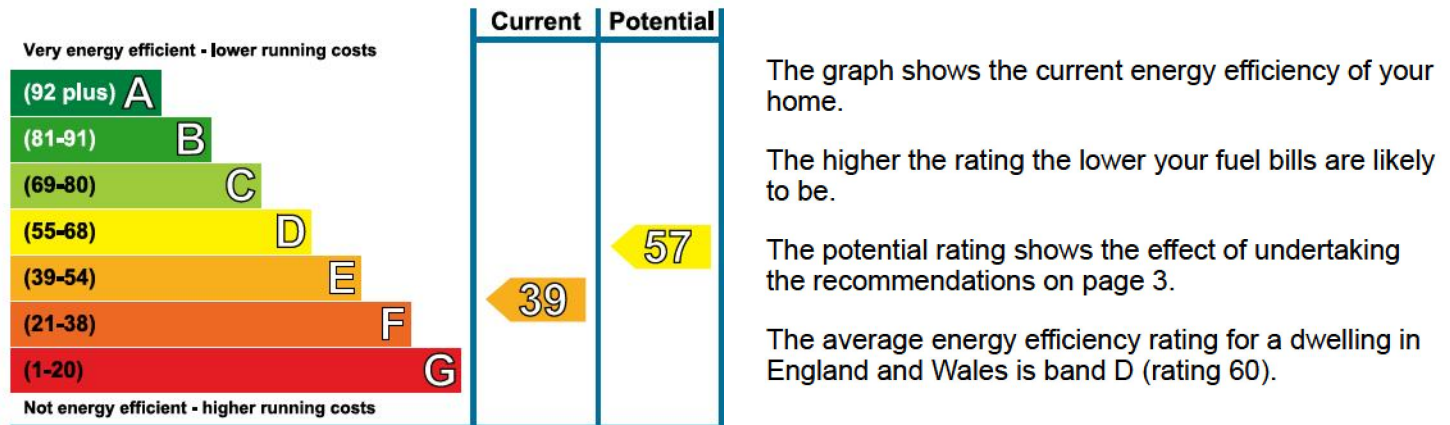 Current Potential
Very energy efficient - lower running costs
(92 plus) A
(81-91) B
(69-80) C
(55-68) D
57
(39-54) E
39
(21-38) F
(1-20) G
Not energy efficient - higher running costs
The graph shows the current energy efficiency of your
home.
The higher the rating the lower your fuel bills are likely
to be.
The potential rating shows the effect of undertaking
the recommendations on page 3.
The average energy efficiency rating for a dwelling in
England and Wales is band D (rating 60).